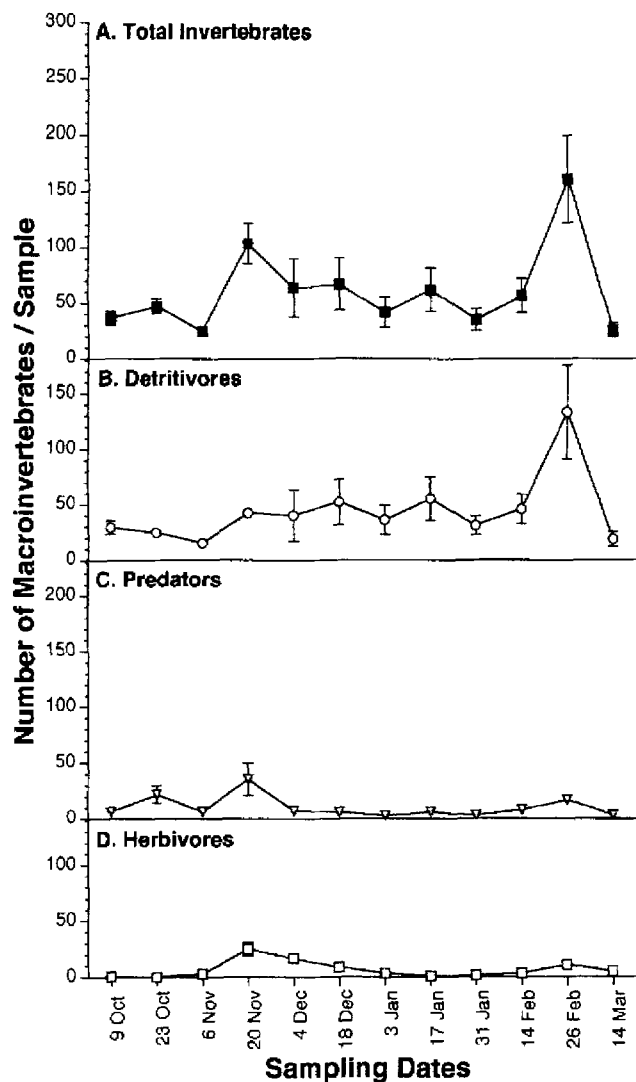 A. Total Invertebrates
300
250
200
150
100
50
0
B. Detritivores
150
100
50
0
C. Predators
200
150
100
50
0
D. Herbivores
100
50
0
Number of Macroinvertebrates / Sample
9 Oct
23 Oct
6 Nov
20 Nov
4 Dec
18 Dec
3 Jan
17 Jan
31 Jan
14 Feb
26 Feb
14 Mar
Sampling Dates